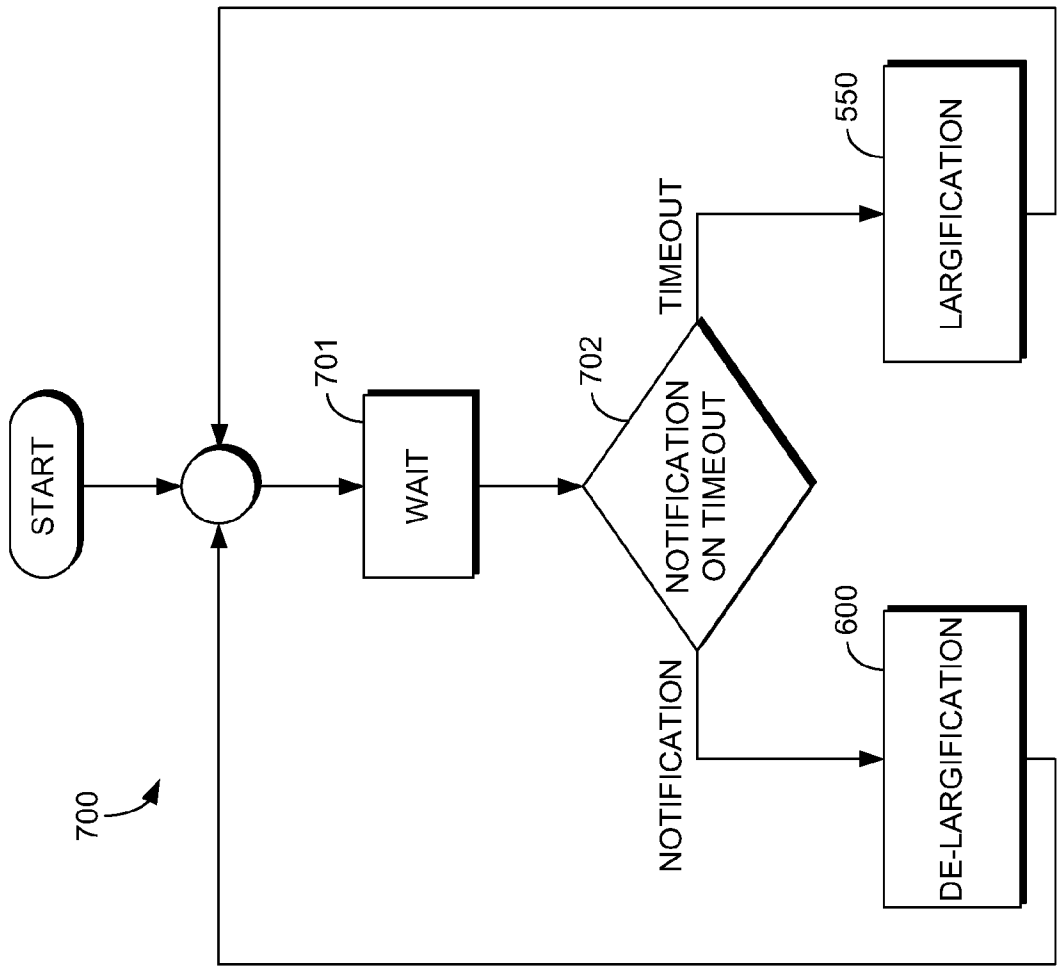 700
START
701
WAIT
702
NOTIFICATION
ON TIMEOUT
NOTIFICATION
TIMEOUT
600
DE-LARGIFICATION
550
LARGIFICATION